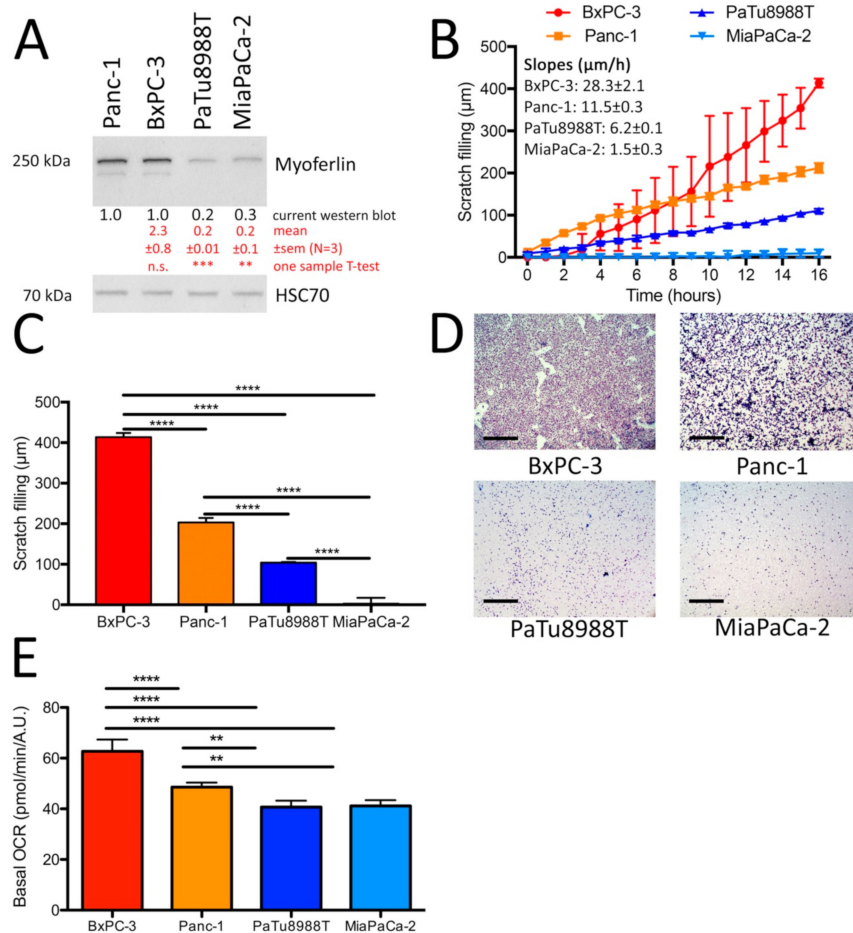 A
Panc-1
BxPC-3
PaTu8988T
MiaPaCa-2
250 kDa
Myoferlin
1.0 1.0 0.2 0.3 current western blot
2.3 0.2 0.2 mean
±0.8 ±0.01 ±0.1 ±sem (N=3)
n.s. *** ** one sample T-test
70 kDa
HSC70
B
BxPC-3 PaTu8988T
Panc-1 MiaPaCa-2
Slopes (µm/h)
BxPC-3: 28.3±2.1
Panc-1: 11.5±0.3
PaTu8988T: 6.2±0.1
MiaPaCa-2: 1.5±0.3
Scratch filling (µm)
500
400
300
200
100
0
0 2 4 6 8 10 12 14 16
Time (hours)
C
Scratch filling (µm)
500
400
300
200
100
0
****
****
****
****
****
****
BxPC-3 Panc-1 PaTu8988T MiaPaCa-2
D
BxPC-3 Panc-1
PaTu8988T MiaPaCa-2
E
Basal OCR (pmol/min/A.U.)
80
60
40
20
0
****
****
****
**
**
BxPC-3 Panc-1 PaTu8988T MiaPaCa-2